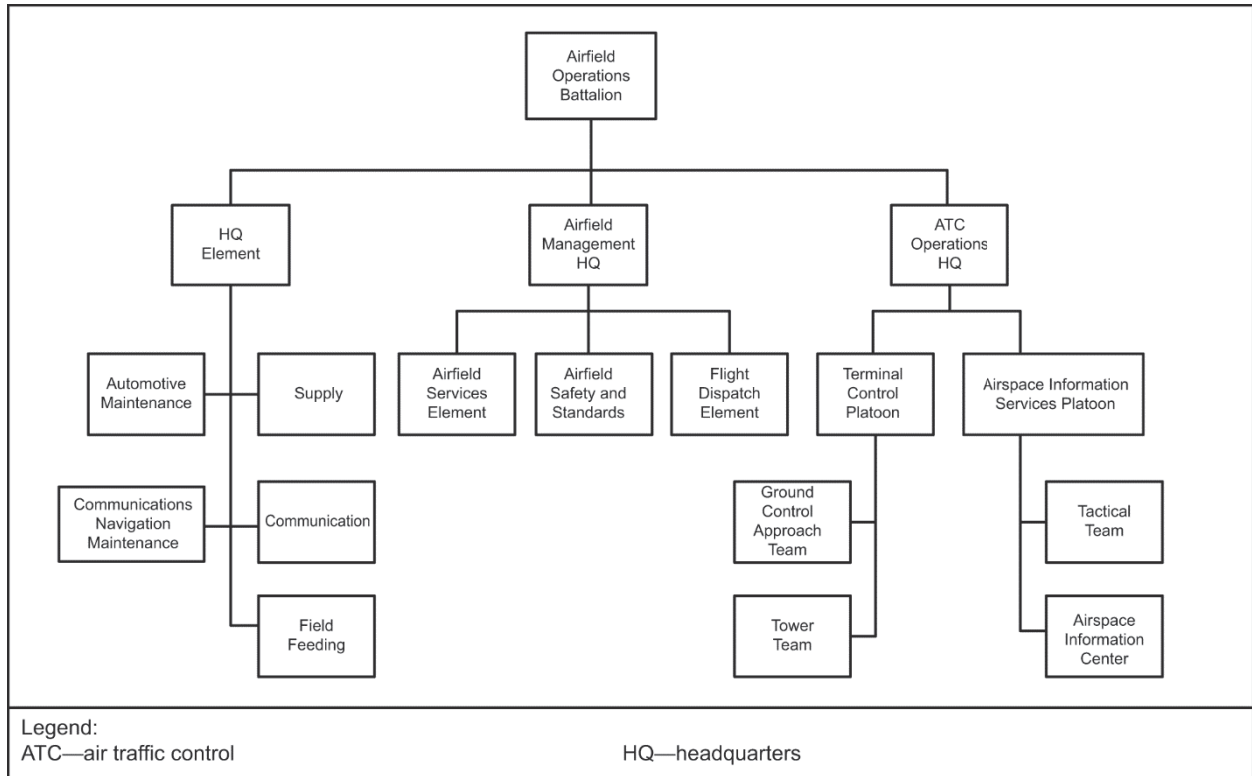 Airfield
Operations
Battalion
HQ
Element
Airfield
Management
HQ
ATC
Operations
HQ
Automotive
Maintenance
Supply
Airfield
Services
Element
Airfield
Safety and
Standards
Flight
Dispatch
Element
Terminal
Control
Platoon
Airspace Information
Services Platoon
Communications
Navigation
Maintenance
Communication
Ground
Control
Approach
Team
Tactical
Team
Field
Feeding
Tower
Team
Airspace
Information
Center
Legend:
ATC—air traffic control
HQ—headquarters